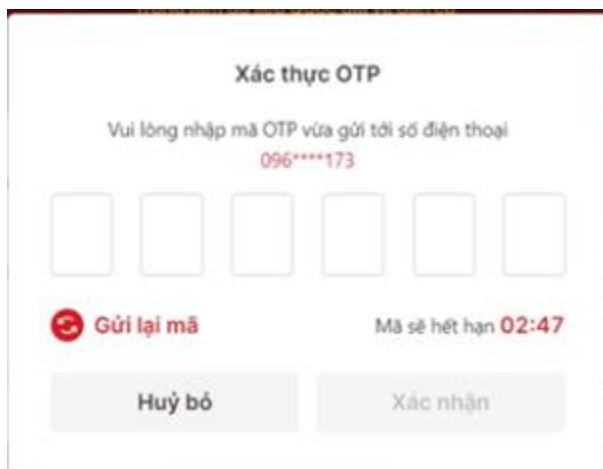 Xác thực OTP
Vui lòng nhập mã OTP vừa gửi tới số điện thoại
096****173
Gửi lại mã
Mã sẽ hết hạn 02:47
Huỷ bỏ
Xác nhận